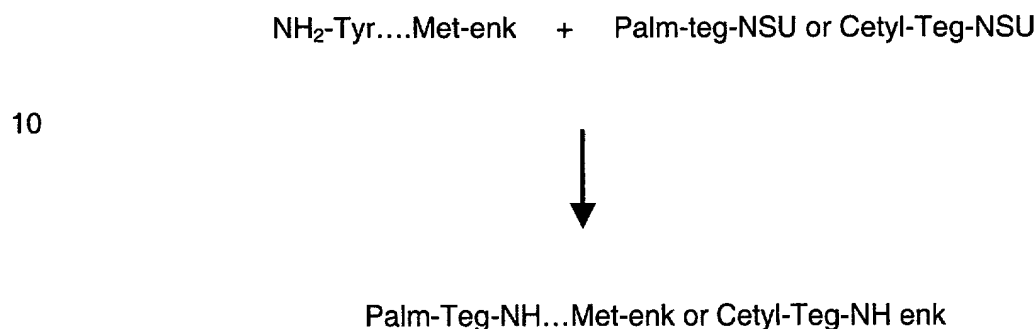 NH₂-Tyr....Met-enk + Palm-teg-NSU or Cetyl-Teg-NSU
10
Palm-Teg-NH...Met-enk or Cetyl-Teg-NH enk